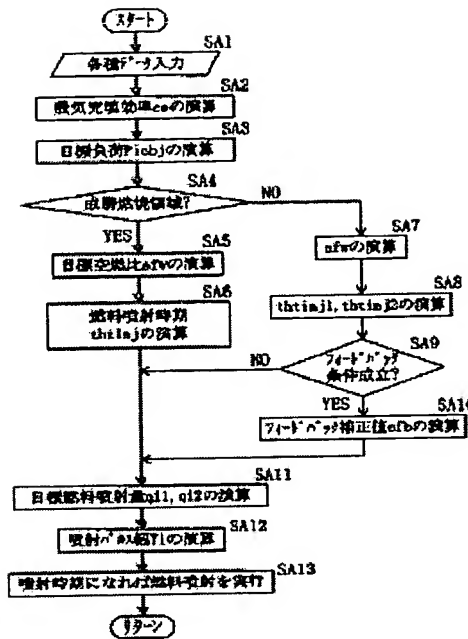 スタート
SA1
各種データ入力
SA2
吸気充填効率ceの演算
SA3
目標負荷Piobjの演算
SA4
成層燃焼領域?
NO
YES
SA5
目標空燃比afwの演算
SA6
燃料噴射時期
thtinjの演算
SA7
afwの演算
SA8
thtinj1,thtinj2の演算
SA9
フィードバック
条件成立?
NO
YES
SA10
フィードバック補正値efbの演算
SA11
目標燃料噴射量qi1,qi2の演算
SA12
噴射パルス幅Tiの演算
SA13
噴射時期になれば燃料噴射を実行
リターン